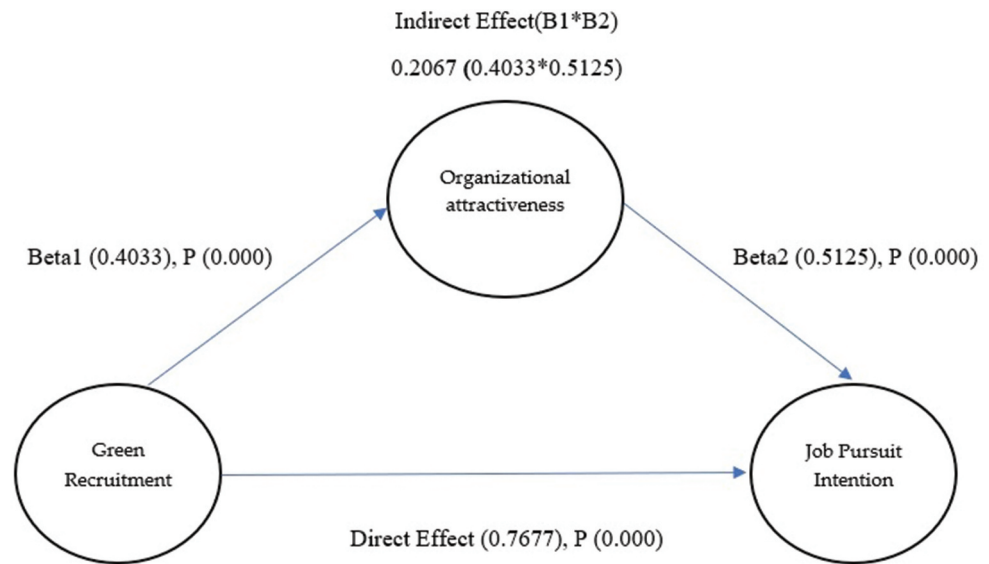 Indirect Effect(B1*B2)
0.2067 (0.4033*0.5125)
Organizational
attractiveness
Beta1 (0.4033), P (0.000)
Beta2 (0.5125), P (0.000)
Green
Recruitment
Job Pursuit
Intention
Direct Effect (0.7677), P (0.000)